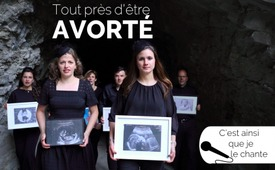 Tout près d'être
AVORTÉ
C'est ainsi
que je
le chante